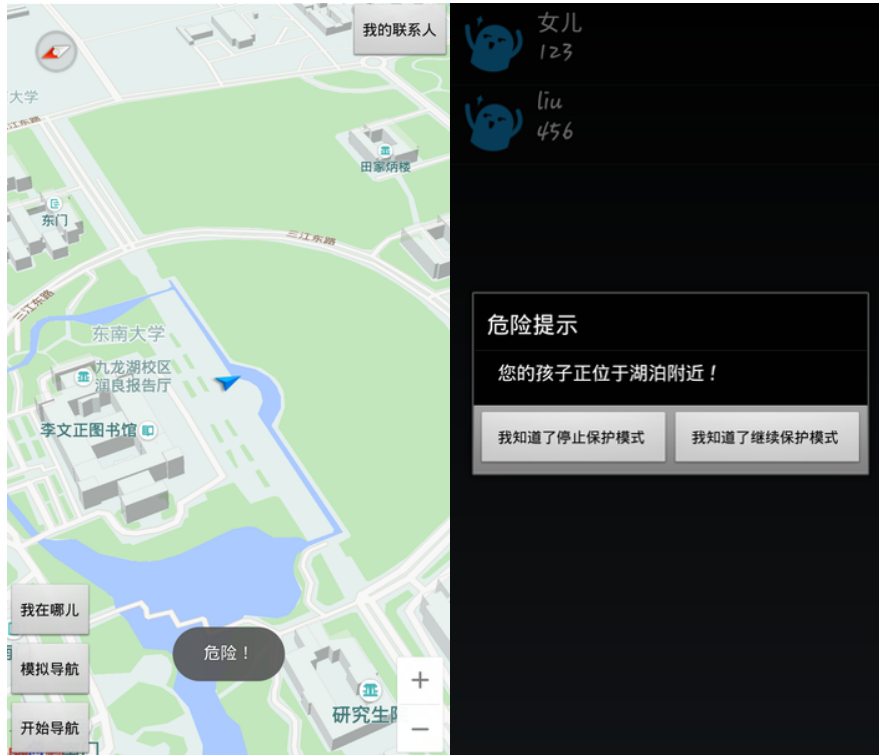 我的联系人
大学
三江东路
田家炳楼
东门
三江东路
三江东路
东南大学
九龙湖校区
润良报告厅
李文正图书馆
我在哪儿
危险！
模拟导航
研究生院
开始导航
门
+
−
女儿
123
liu
456
危险提示
您的孩子正位于湖泊附近！
我知道了停止保护模式
我知道了继续保护模式